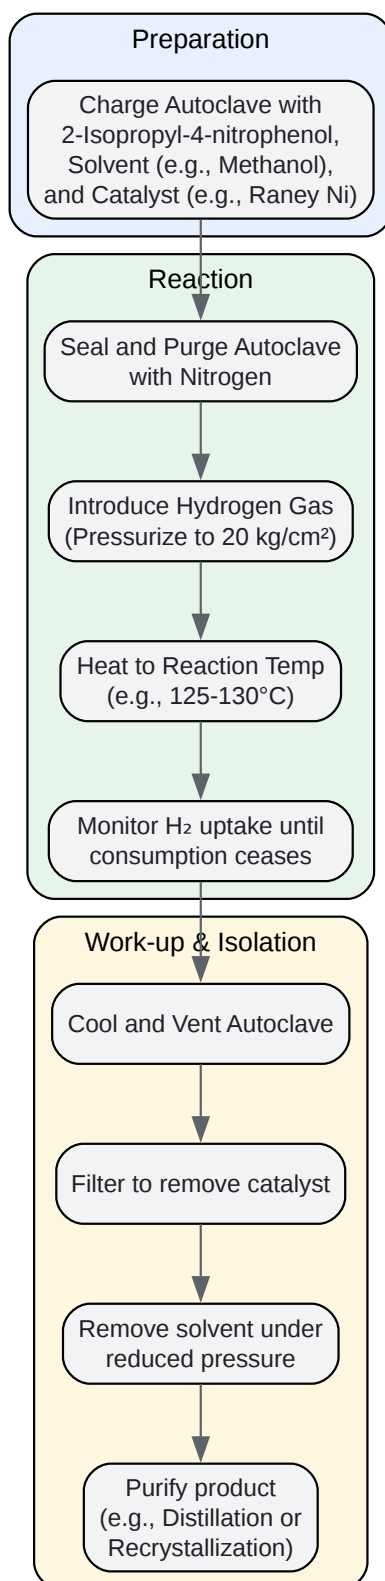 Preparation
Charge Autoclave with
2-Isopropyl-4-nitrophenol,
Solvent (e.g., Methanol),
and Catalyst (e.g., Raney Ni)
Reaction
Seal and Purge Autoclave
with Nitrogen
Introduce Hydrogen Gas
(Pressurize to 20 kg/cm²)
Heat to Reaction Temp
(e.g., 125-130°C)
Monitor H₂ uptake until
consumption ceases
Work-up & Isolation
Cool and Vent Autoclave
Filter to remove catalyst
Remove solvent under
reduced pressure
Purify product
(e.g., Distillation or
Recrystallization)